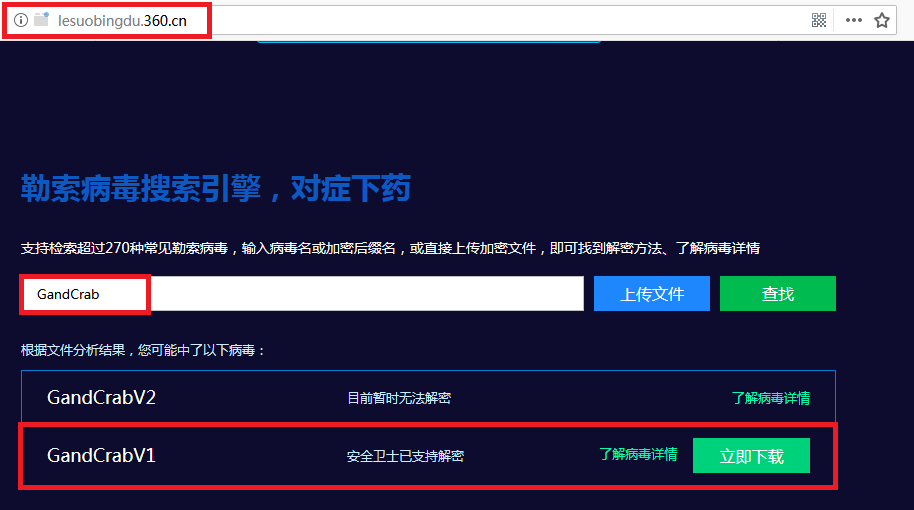 lesuobingdu.360.cn
勒索病毒搜索引擎，对症下药
支持检索超过270种常见勒索病毒，输入病毒名或加密后缀名，或直接上传加密文件，即可找到解密方法、了解病毒详情
GandCrab 上传文件 查找
根据文件分析结果，您可能中了以下病毒：
GandCrabV2 目前暂时无法解密 了解病毒详情
GandCrabV1 安全卫士已支持解密 了解病毒详情 立即下载